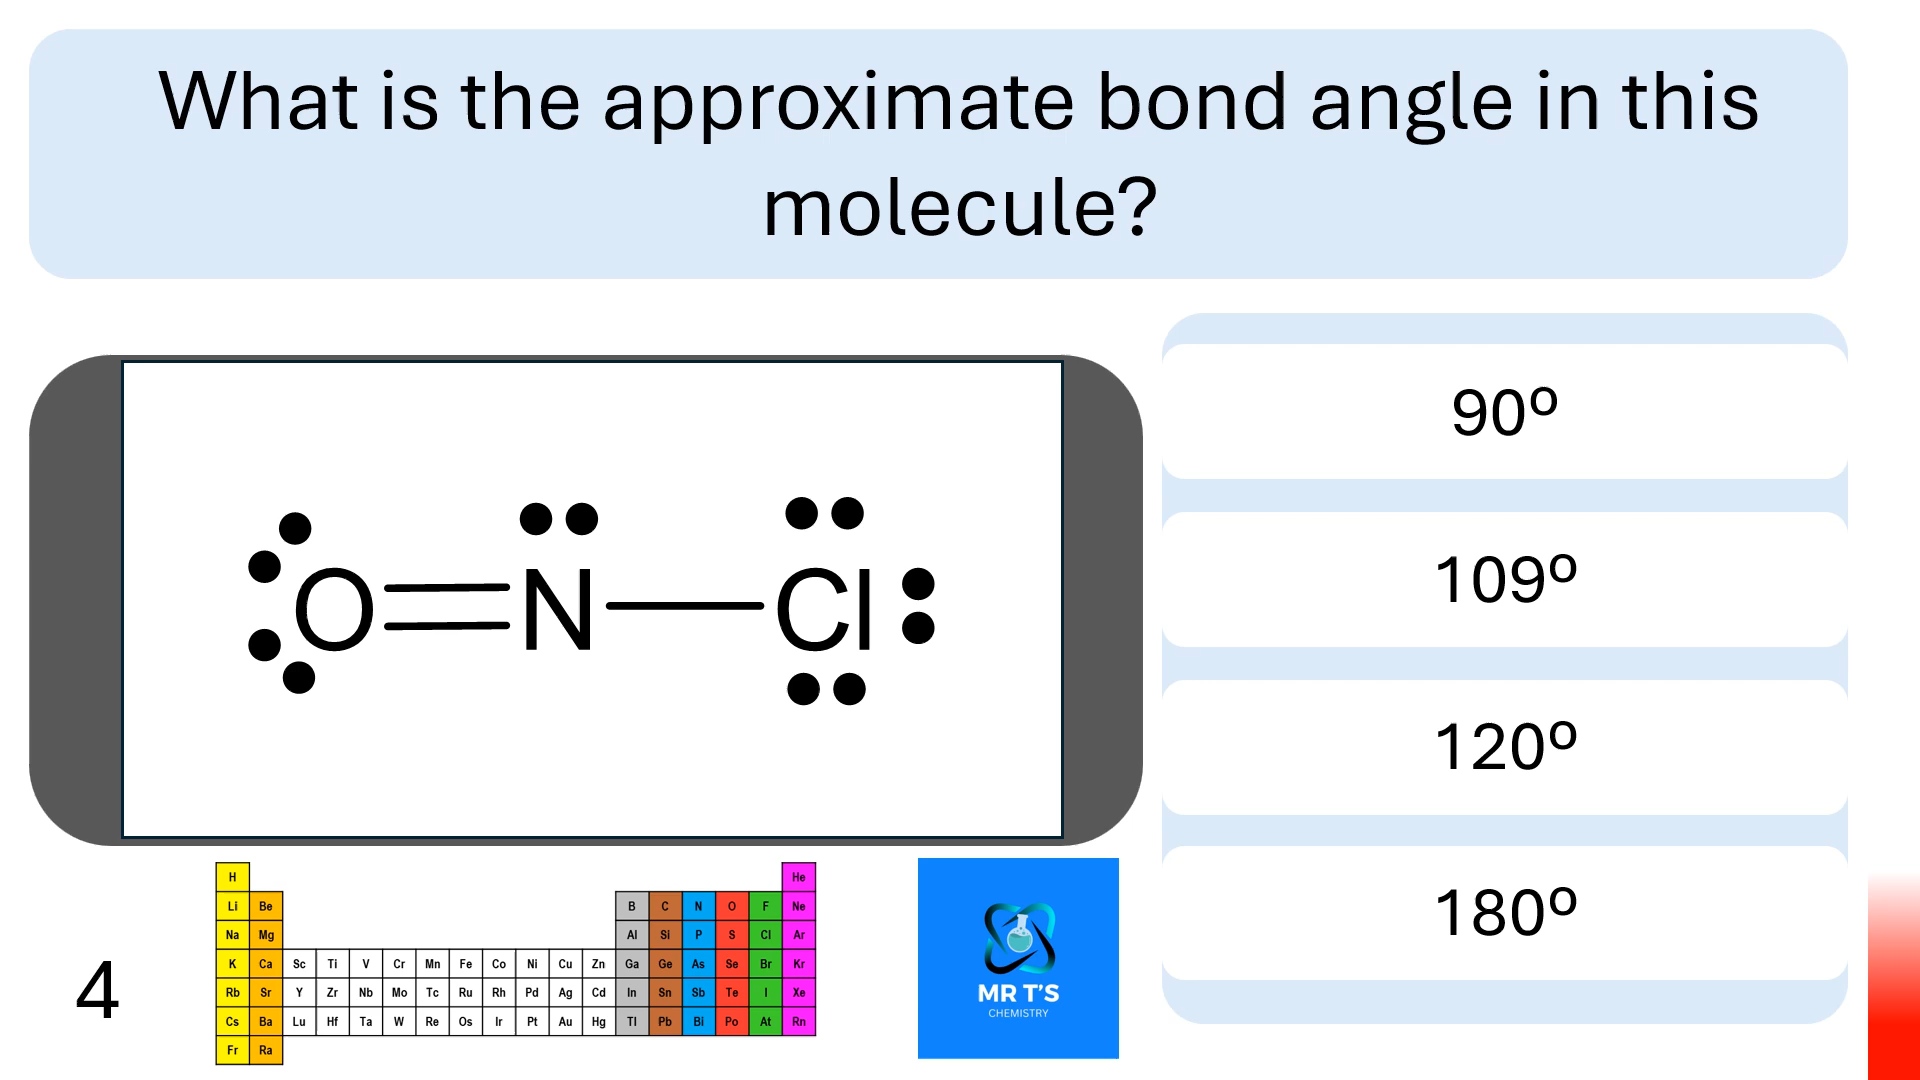 What is the approximate bond angle in this
molecule?
O N Cl
90º
109º
120º
180º
4
H He
Li Be B C N O F Ne
Na Mg Al Si P S Cl Ar
K Ca Sc Ti V Cr Mn Fe Co Ni Cu Zn Ga Ge As Se Br Kr
Rb Sr Y Zr Nb Mo Tc Ru Rh Pd Ag Cd In Sn Sb Te I Xe
Cs Ba Lu Hf Ta W Re Os Ir Pt Au Hg Tl Pb Bi Po At Rn
Fr Ra
MR T'S
CHEMISTRY